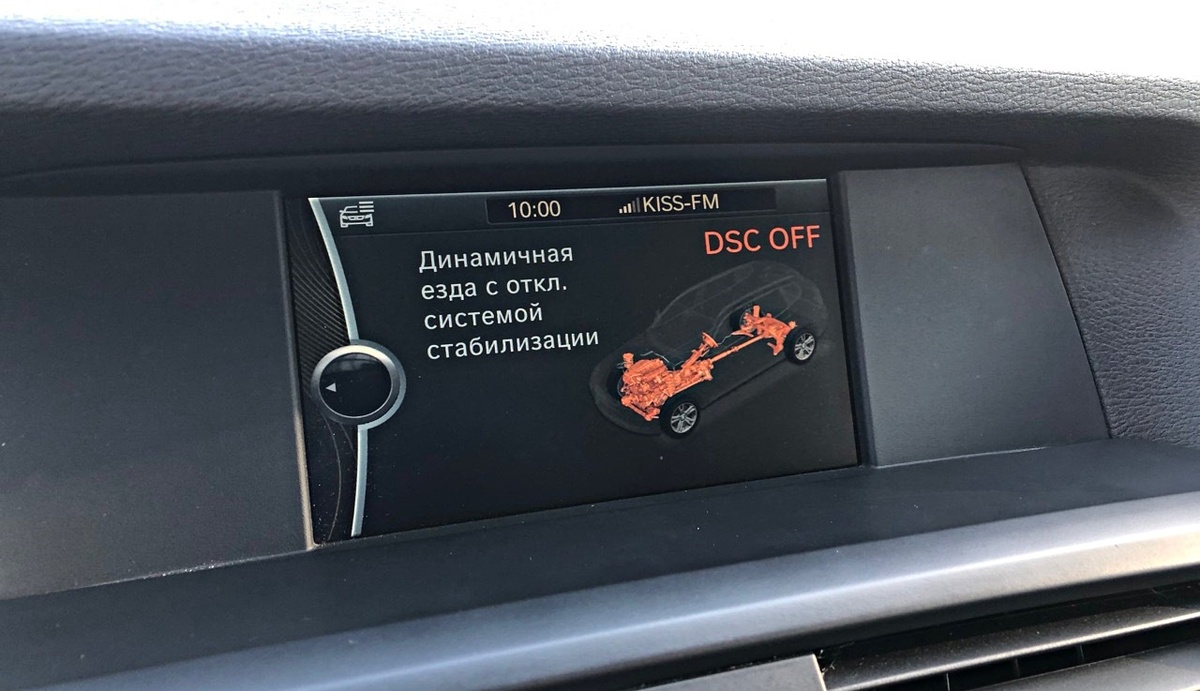 10:00 KISS-FM
DSC OFF
Динамичная
езда с откл.
системой
стабилизации